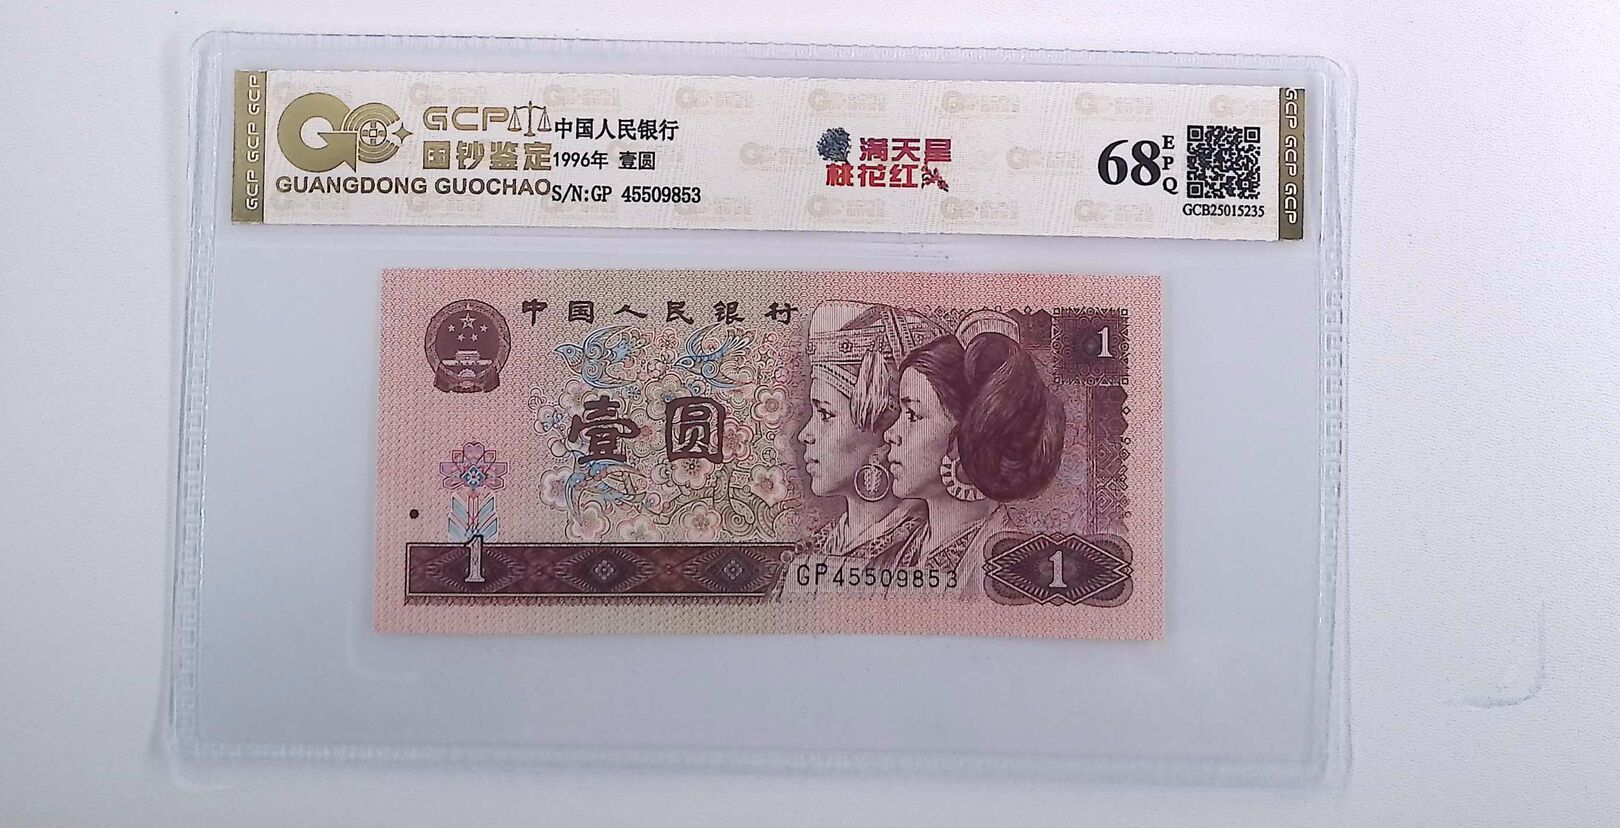 GCP GCP GCP
GCP
国钞鉴定
GUANGDONG GUOCHAO
中国人民银行
1996年 壹圆
S/N:GP 45509853
满天星
桃花红
68
EPQ
GCB25015235
GCP GCP GCP
中国人民银行
1
壹圆
1
GP45509853
1